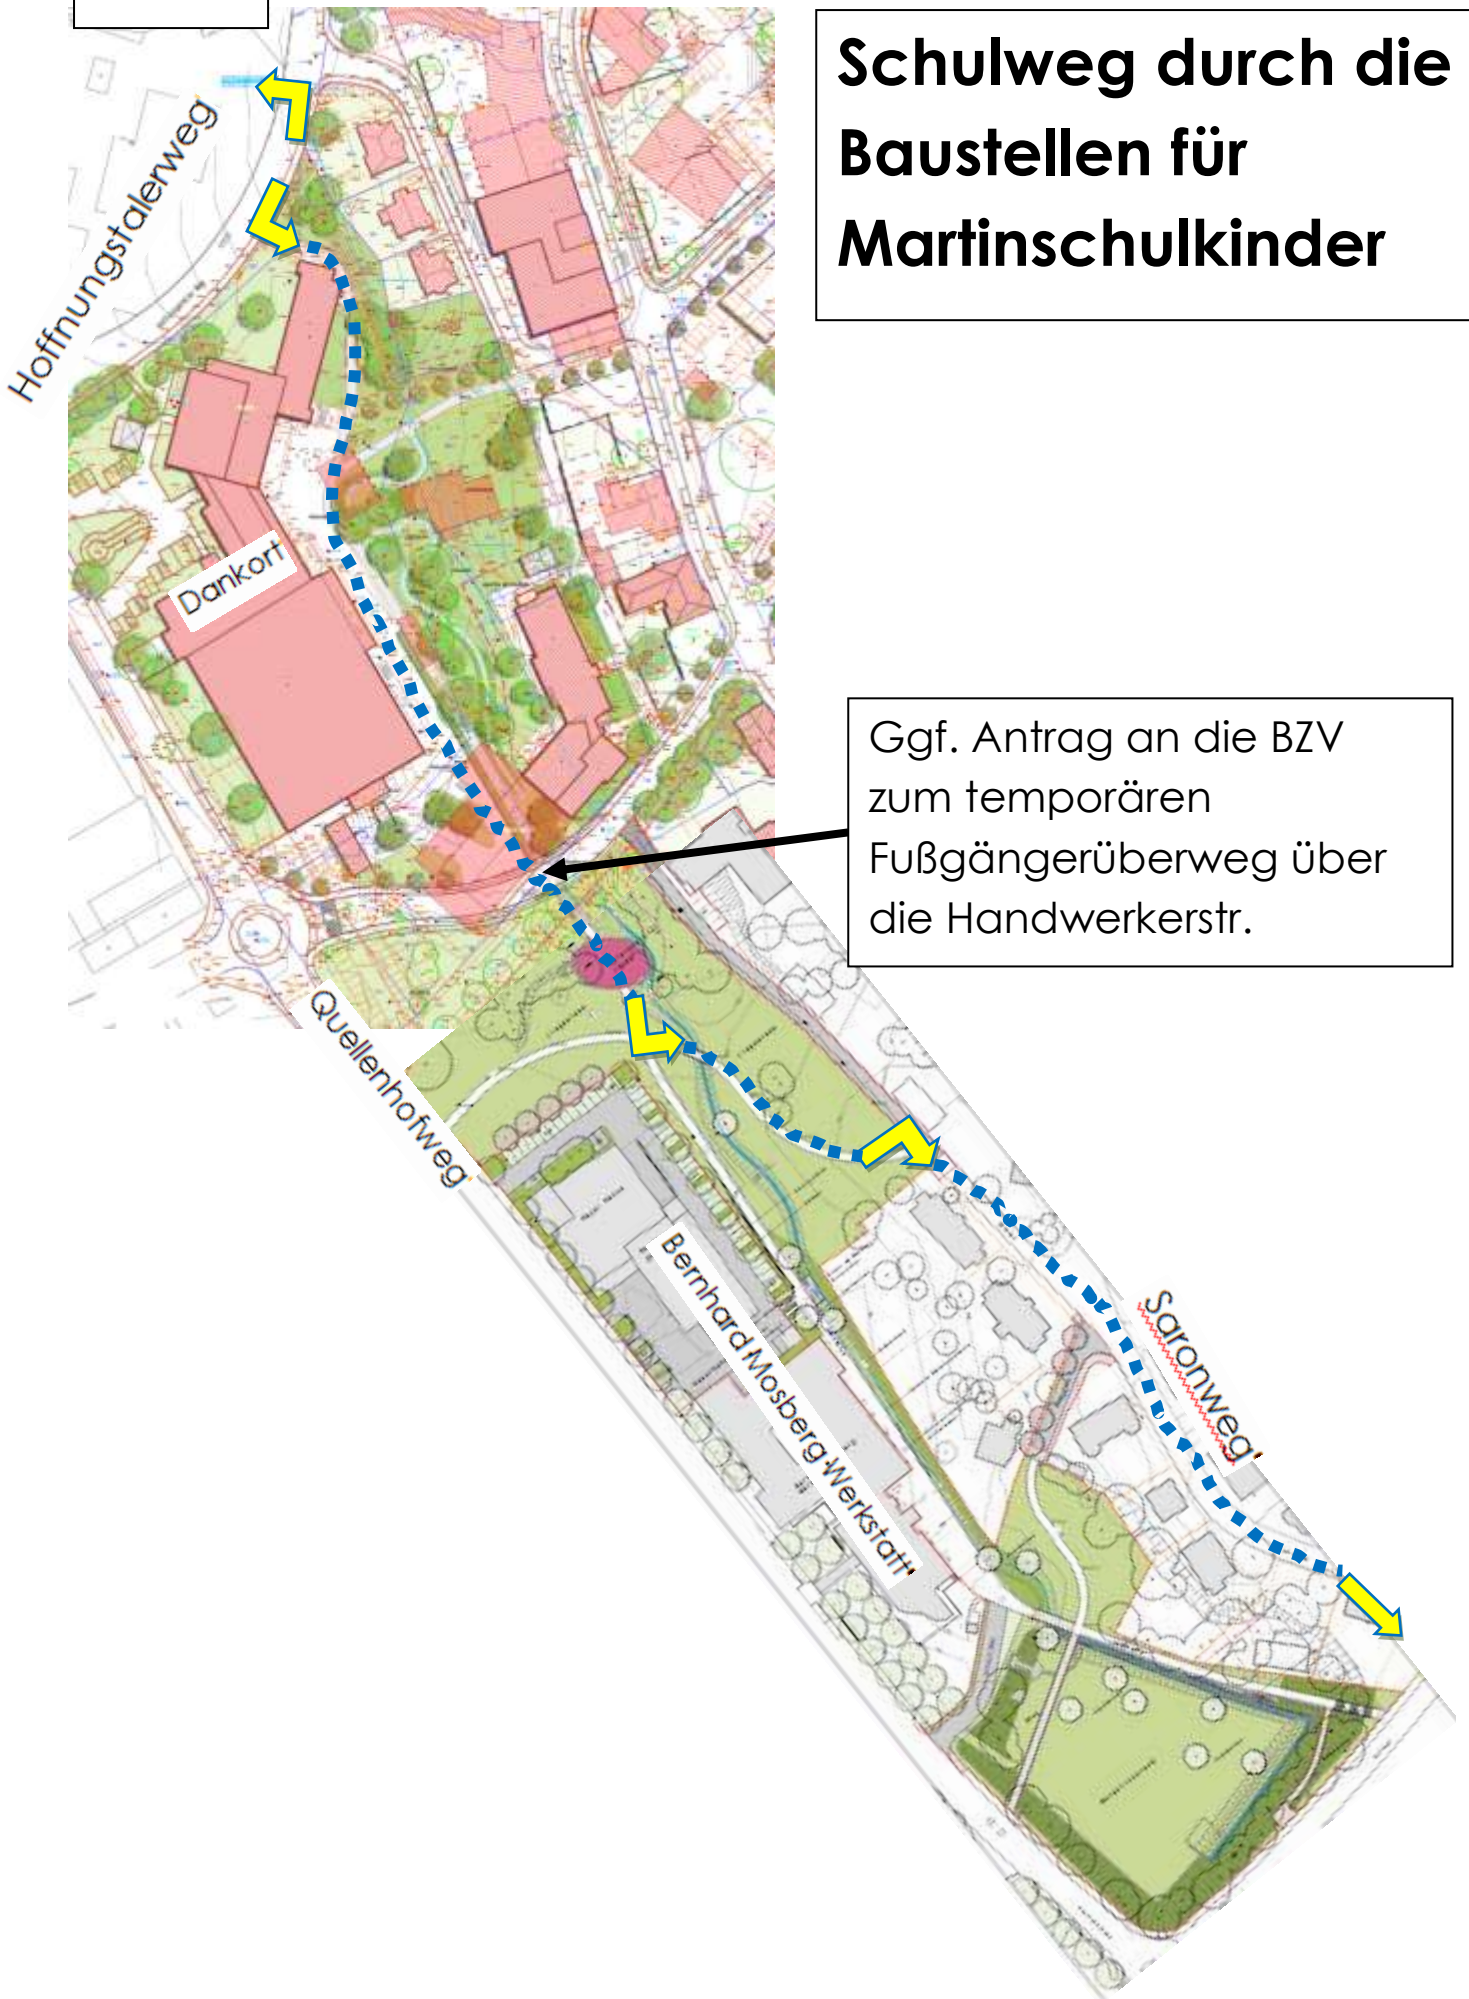 Schulweg durch die
Baustellen für
Martinschulkinder
Hoffnungstalerweg
Dankort
Ggf. Antrag an die BZV
zum temporären
Fußgängerüberweg über
die Handwerkerstr.
Quellenhofweg
Bernhard Mosberg Werkstatt
Saronweg